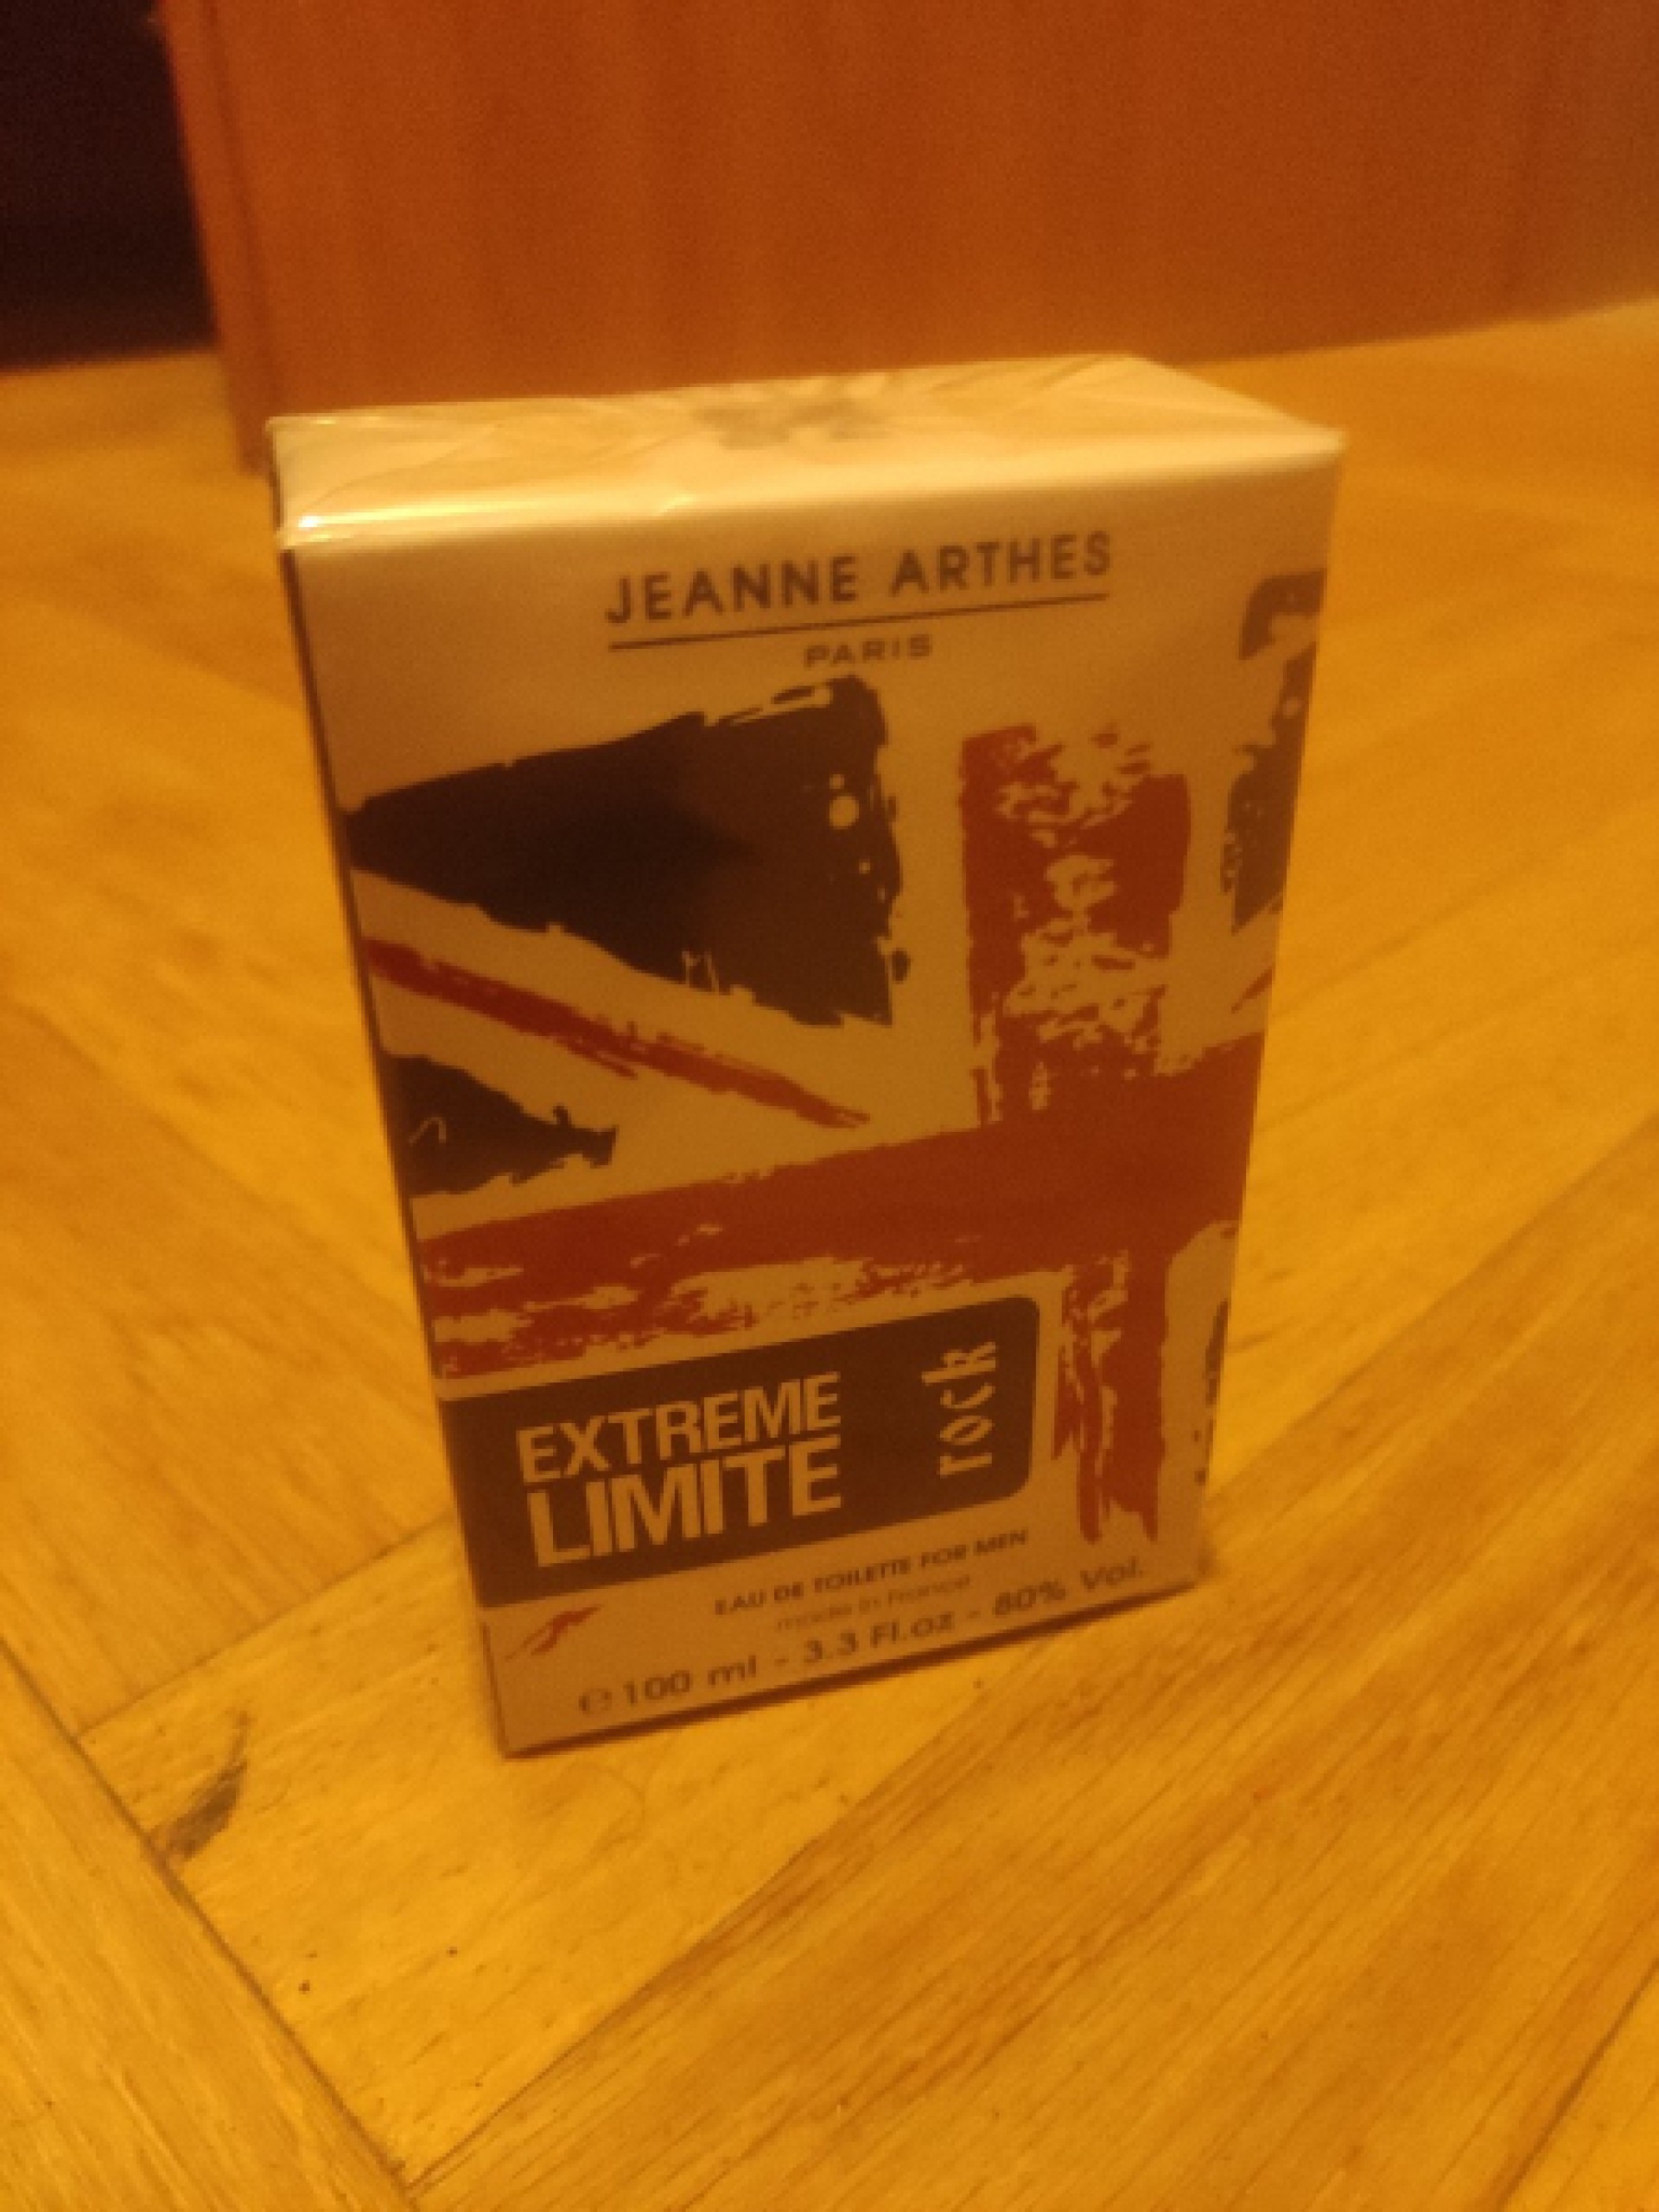 JEANNE ARTHES
PARIS
EXTREME
LIMITE
rock
EAU DE TOILETTE FOR MEN
made in France
℮ 100 ml - 3.3 Fl.oz - 80% Vol.